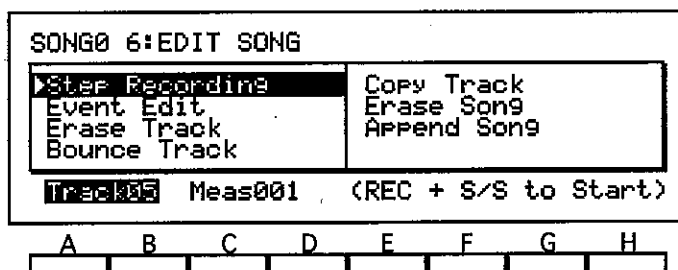 SONG0 6:EDIT SONG
▶Step Recording
Event Edit
Erase Track
Bounce Track
Copy Track
Erase Song
Append Song
Track05 Meas001 (REC + S/S to Start)
A B C D E F G H